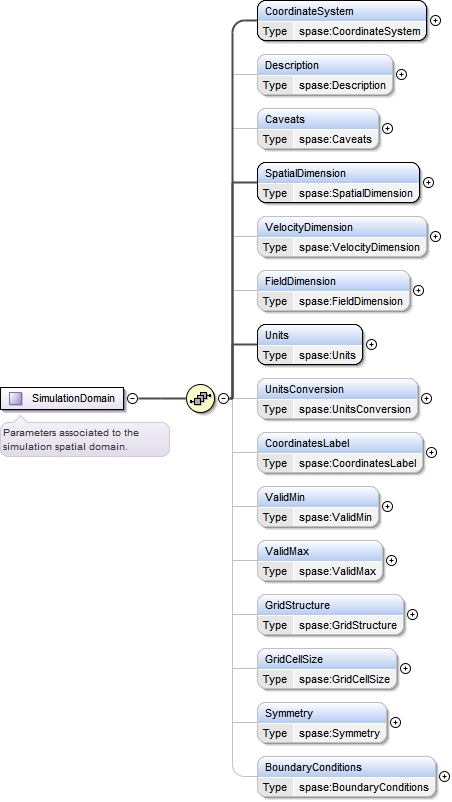 CoordinateSystem
Type spase:CoordinateSystem
Description
Type spase:Description
Caveats
Type spase:Caveats
SpatialDimension
Type spase:SpatialDimension
VelocityDimension
Type spase:VelocityDimension
FieldDimension
Type spase:FieldDimension
Units
Type spase:Units
SimulationDomain
Parameters associated to the
simulation spatial domain.
UnitsConversion
Type spase:UnitsConversion
CoordinatesLabel
Type spase:CoordinatesLabel
ValidMin
Type spase:ValidMin
ValidMax
Type spase:ValidMax
GridStructure
Type spase:GridStructure
GridCellSize
Type spase:GridCellSize
Symmetry
Type spase:Symmetry
BoundaryConditions
Type spase:BoundaryConditions